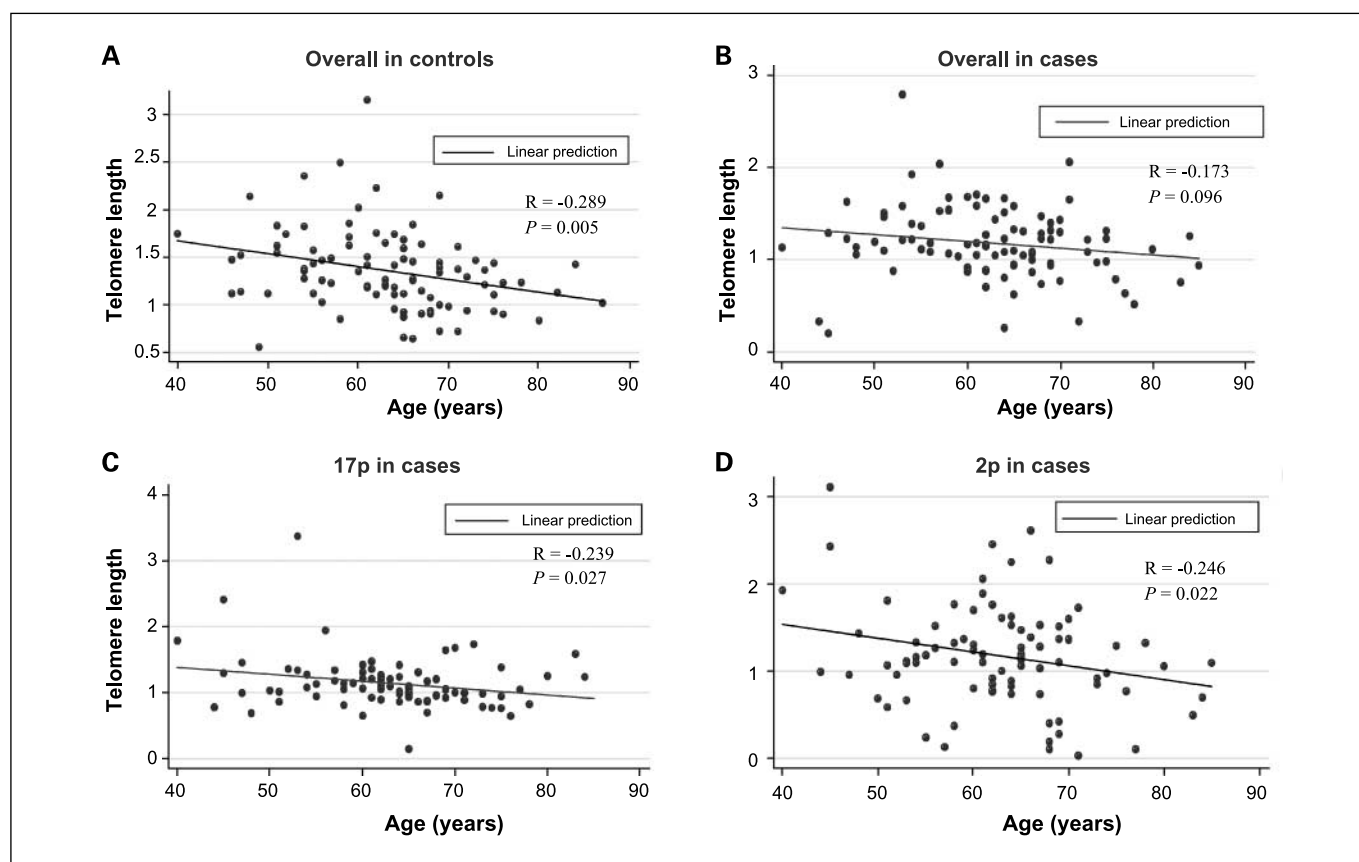 A
Overall in controls
Telomere length
3
2.5
2
1.5
1
0.5
Linear prediction
R = -0.289
P = 0.005
40 50 60 70 80 90
Age (years)
B
Overall in cases
3
2
1
0
Linear prediction
R = -0.173
P = 0.096
40 50 60 70 80 90
Telomere length
Age (years)
C
17p in cases
Telomere length
4
3
2
1
0
Linear prediction
R = -0.239
P = 0.027
40 50 60 70 80 90
Age (years)
D
2p in cases
3
2
1
0
Linear prediction
R = -0.246
P = 0.022
40 50 60 70 80 90
Telomere length
Age (years)